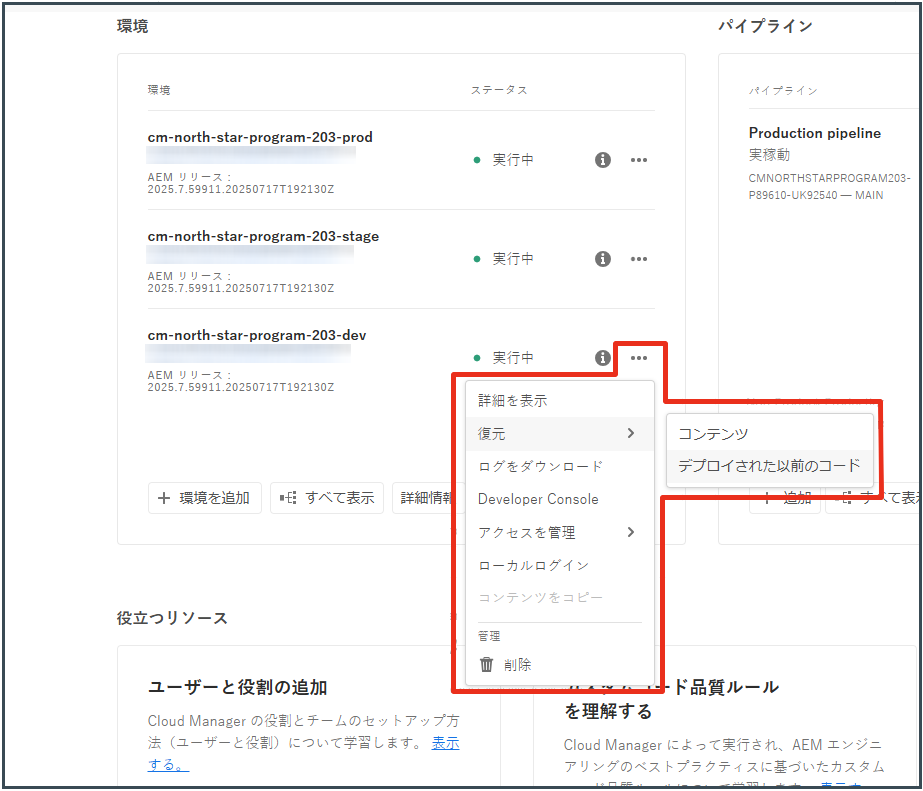 環境
環境 ステータス
cm-north-star-program-203-prod
実行中
AEM リリース：
2025.7.59911.20250717T192130Z
cm-north-star-program-203-stage
実行中
AEM リリース：
2025.7.59911.20250717T192130Z
cm-north-star-program-203-dev
実行中
AEM リリース：
2025.7.59911.20250717T192130Z
環境を追加 すべて表示 詳細情報
詳細を表示
復元
ログをダウンロード
Developer Console
アクセスを管理
ローカルログイン
コンテンツをコピー
管理
削除
コンテンツ
デプロイされた以前のコード
パイプライン
パイプライン
Production pipeline
実稼動
CMNORTHSTARPROGRAM203-
P89610-UK92540 — MAIN
追加 すべて表
役立つリソース
ユーザーと役割の追加
Cloud Manager の役割とチームのセットアップ方
法（ユーザーと役割）について学習します。 表示
する。
コード品質ルール
を理解する
Cloud Manager によって実行され、AEM エンジニ
アリングのベストプラクティスに基づいたカスタム